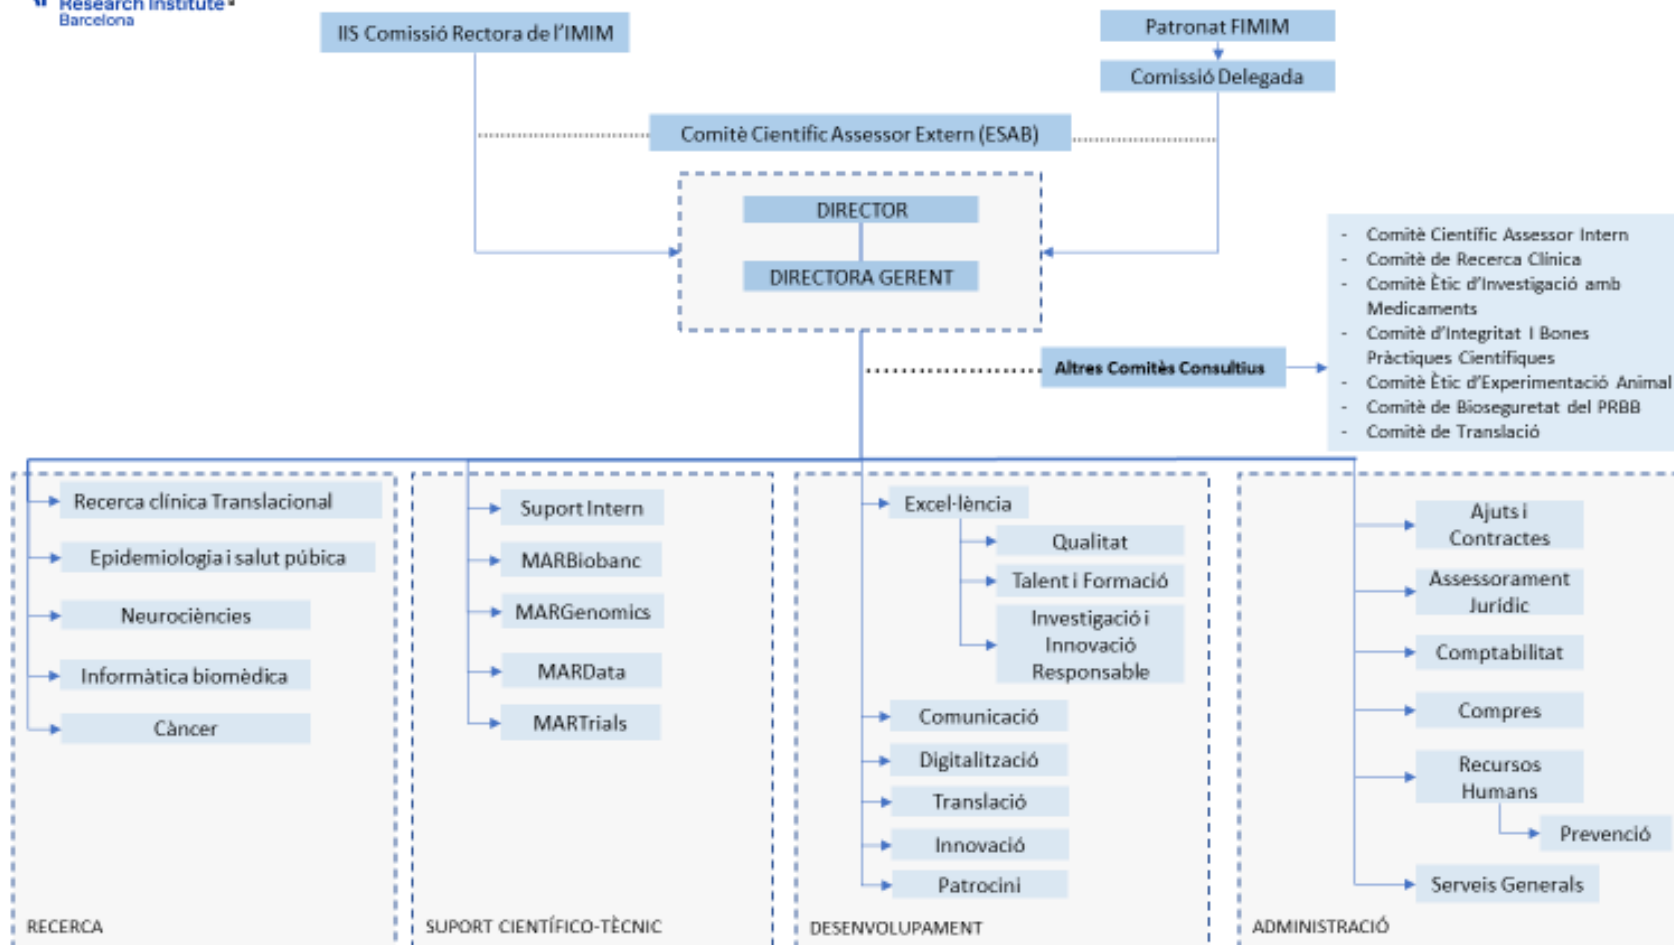 Research Institute
Barcelona
IIS Comissió Rectora de l'IMIM
Patronat FIMIM
Comissió Delegada
Comitè Científic Assessor Extern (ESAB)
DIRECTOR
DIRECTORA GERENT
- Comitè Científic Assessor Intern
- Comitè de Recerca Clínica
- Comitè Ètic d'Investigació amb
Medicaments
- Comitè d'Integritat I Bones
Pràctiques Científiques
- Comitè Ètic d'Experimentació Animal
- Comitè de Bioseguretat del PRBB
- Comitè de Translació
Altres Comitès Consultius
Recerca clínica Translacional
Epidemiologia i salut púbica
Neurociències
Informàtica biomèdica
Càncer
RECERCA
Suport Intern
MARBiobanc
MARGenomics
MARData
MARTrials
SUPORT CIENTÍFICO-TÈCNIC
Excel·lència
Qualitat
Talent i Formació
Investigació i
Innovació
Responsable
Comunicació
Digitalització
Translació
Innovació
Patrocini
DESENVOLUPAMENT
Ajuts i
Contractes
Assessorament
Jurídic
Comptabilitat
Compres
Recursos
Humans
Prevenció
Serveis Generals
ADMINISTRACIÓ